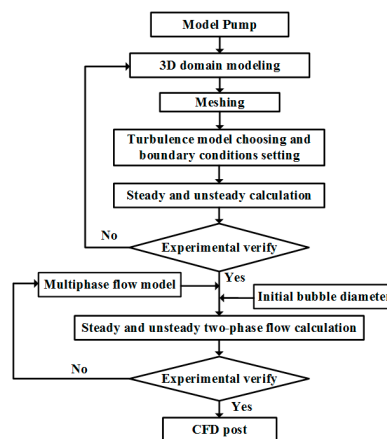 Model Pump
3D domain modeling
Meshing
Turbulence model choosing and
boundary conditions setting
Steady and unsteady calculation
No
Experimental verify
Yes
Multiphase flow model
Initial bubble diameter
Steady and unsteady two-phase flow calculation
No
Experimental verify
Yes
CFD post